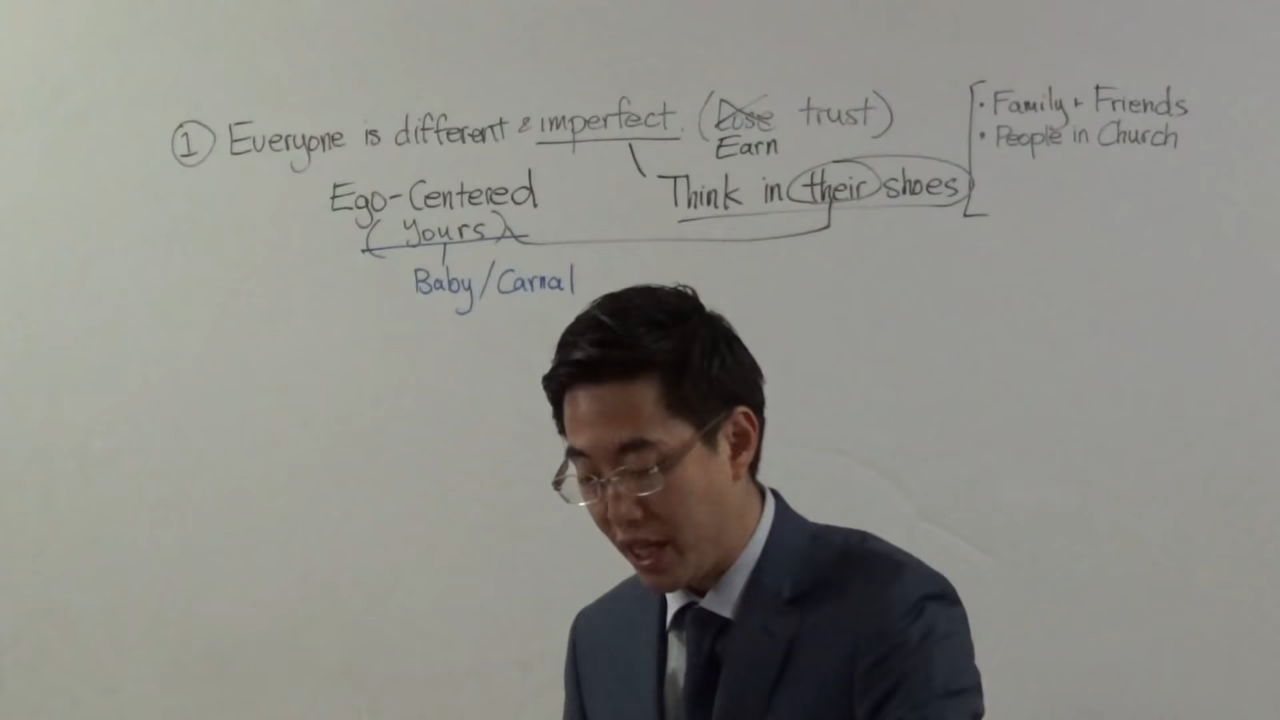 ① Everyone is different & imperfect. (Lose trust)
Earn
· Family + Friends
· People in Church
Ego-Centered
Think in their shoes
(yours)
Baby/Carnal